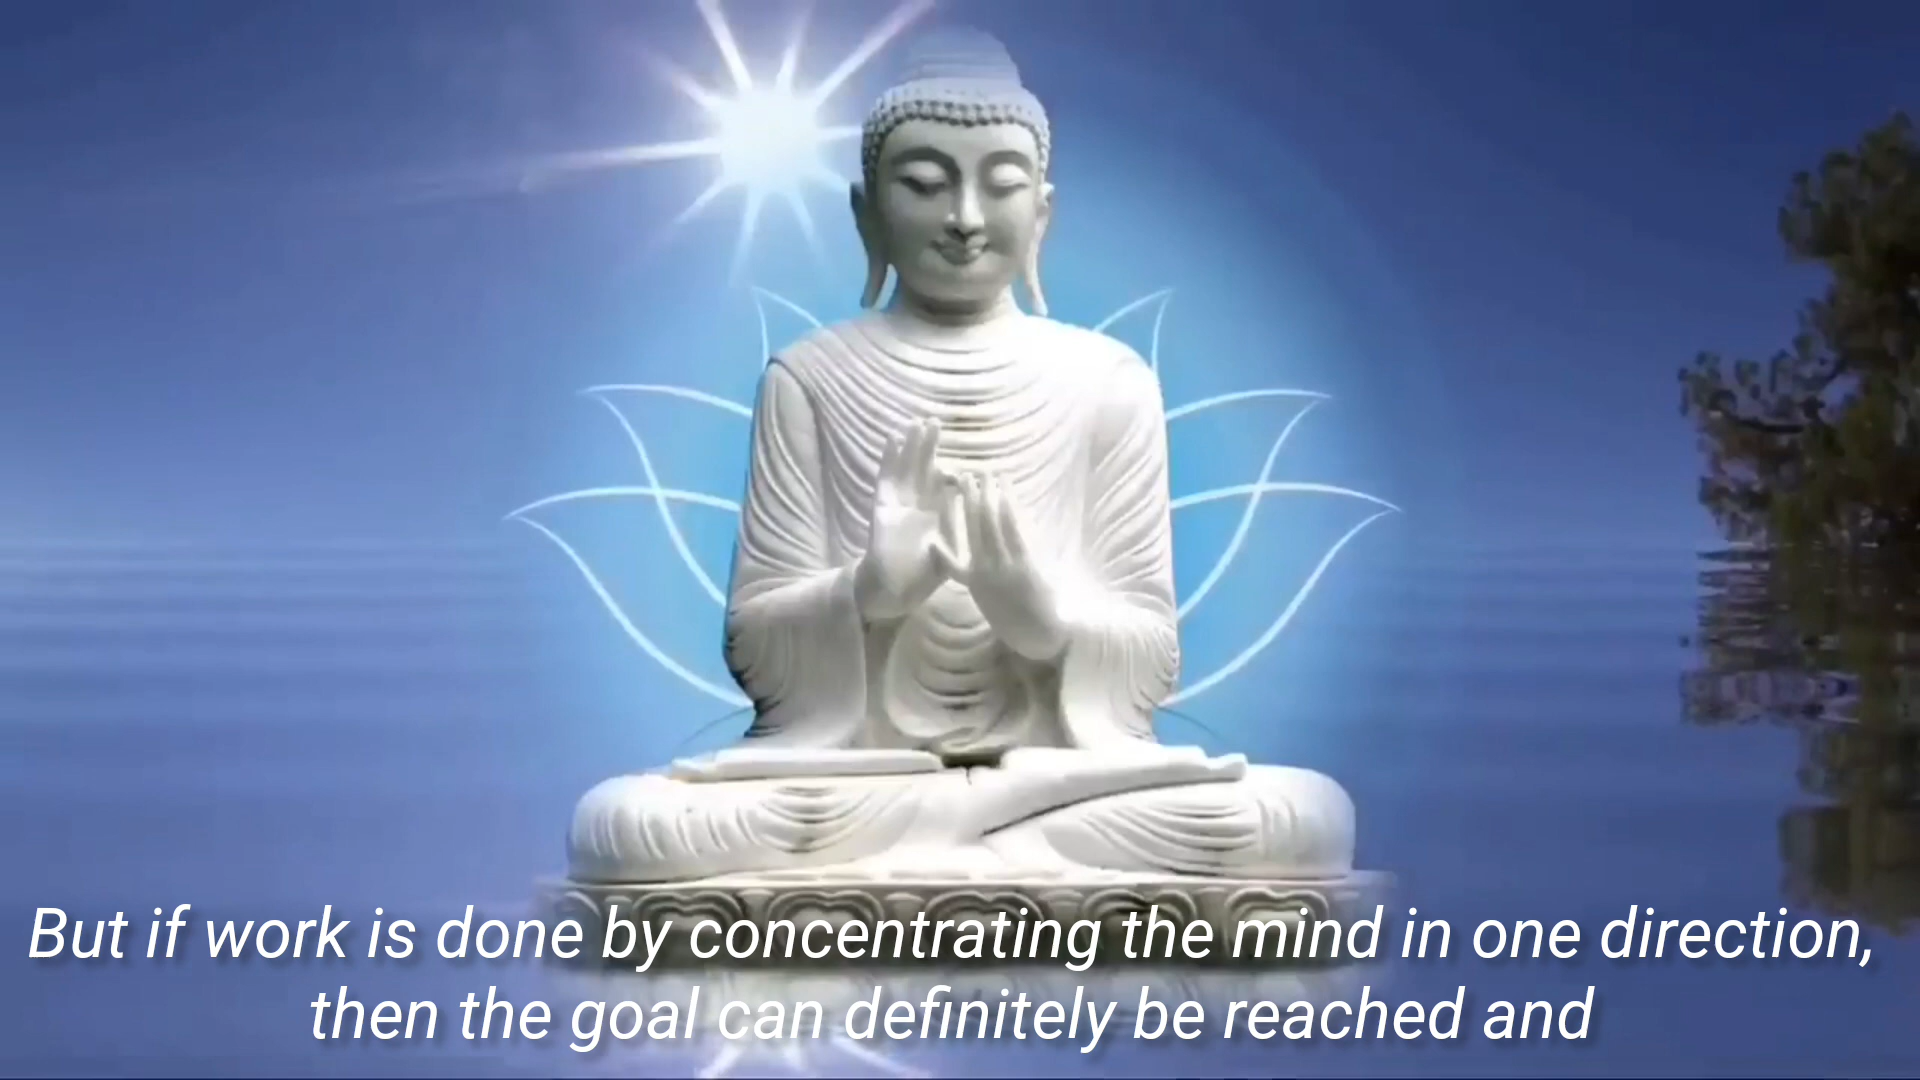 But if work is done by concentrating the mind in one direction,
then the goal can definitely be reached and